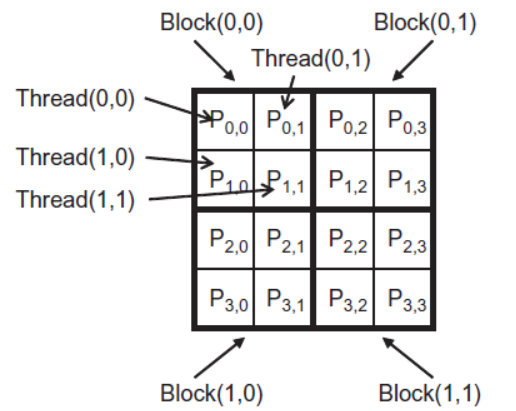 Block(0,0) Block(0,1)
Thread(0,1)
Thread(0,0)
P0,0 P0,1 P0,2 P0,3
Thread(1,0)
P1,0 P1,1 P1,2 P1,3
Thread(1,1)
P2,0 P2,1 P2,2 P2,3
P3,0 P3,1 P3,2 P3,3
Block(1,0) Block(1,1)